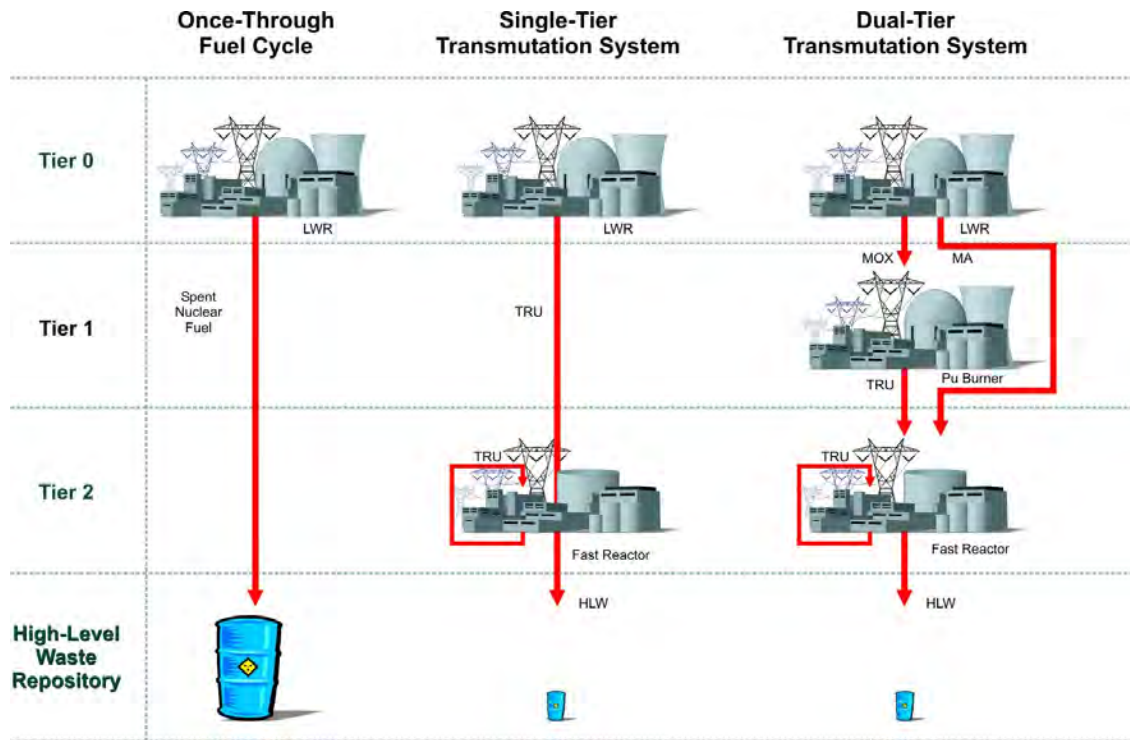 Once-Through
Fuel Cycle
Single-Tier
Transmutation System
Dual-Tier
Transmutation System
Tier 0
LWR
LWR
LWR
MOX
MA
Tier 1
Spent
Nuclear
Fuel
TRU
Pu Burner
TRU
Tier 2
TRU
TRU
Fast Reactor
Fast Reactor
High-Level
Waste
Repository
HLW
HLW